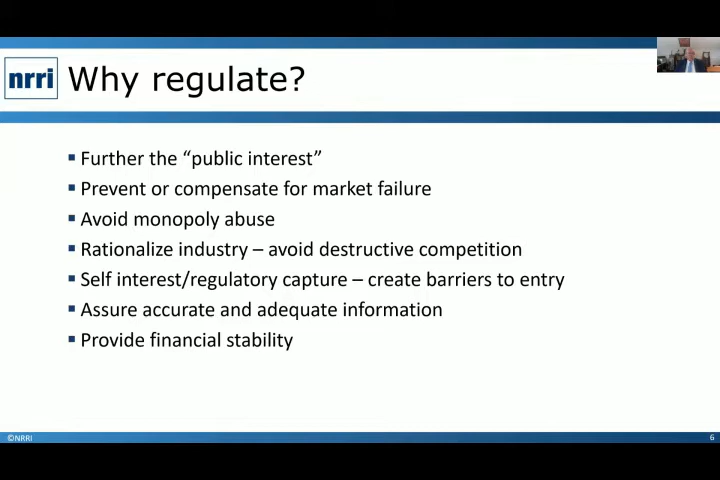 nrri
Why regulate?
Further the “public interest”
Prevent or compensate for market failure
Avoid monopoly abuse
Rationalize industry – avoid destructive competition
Self interest/regulatory capture – create barriers to entry
Assure accurate and adequate information
Provide financial stability
©NRRI
6